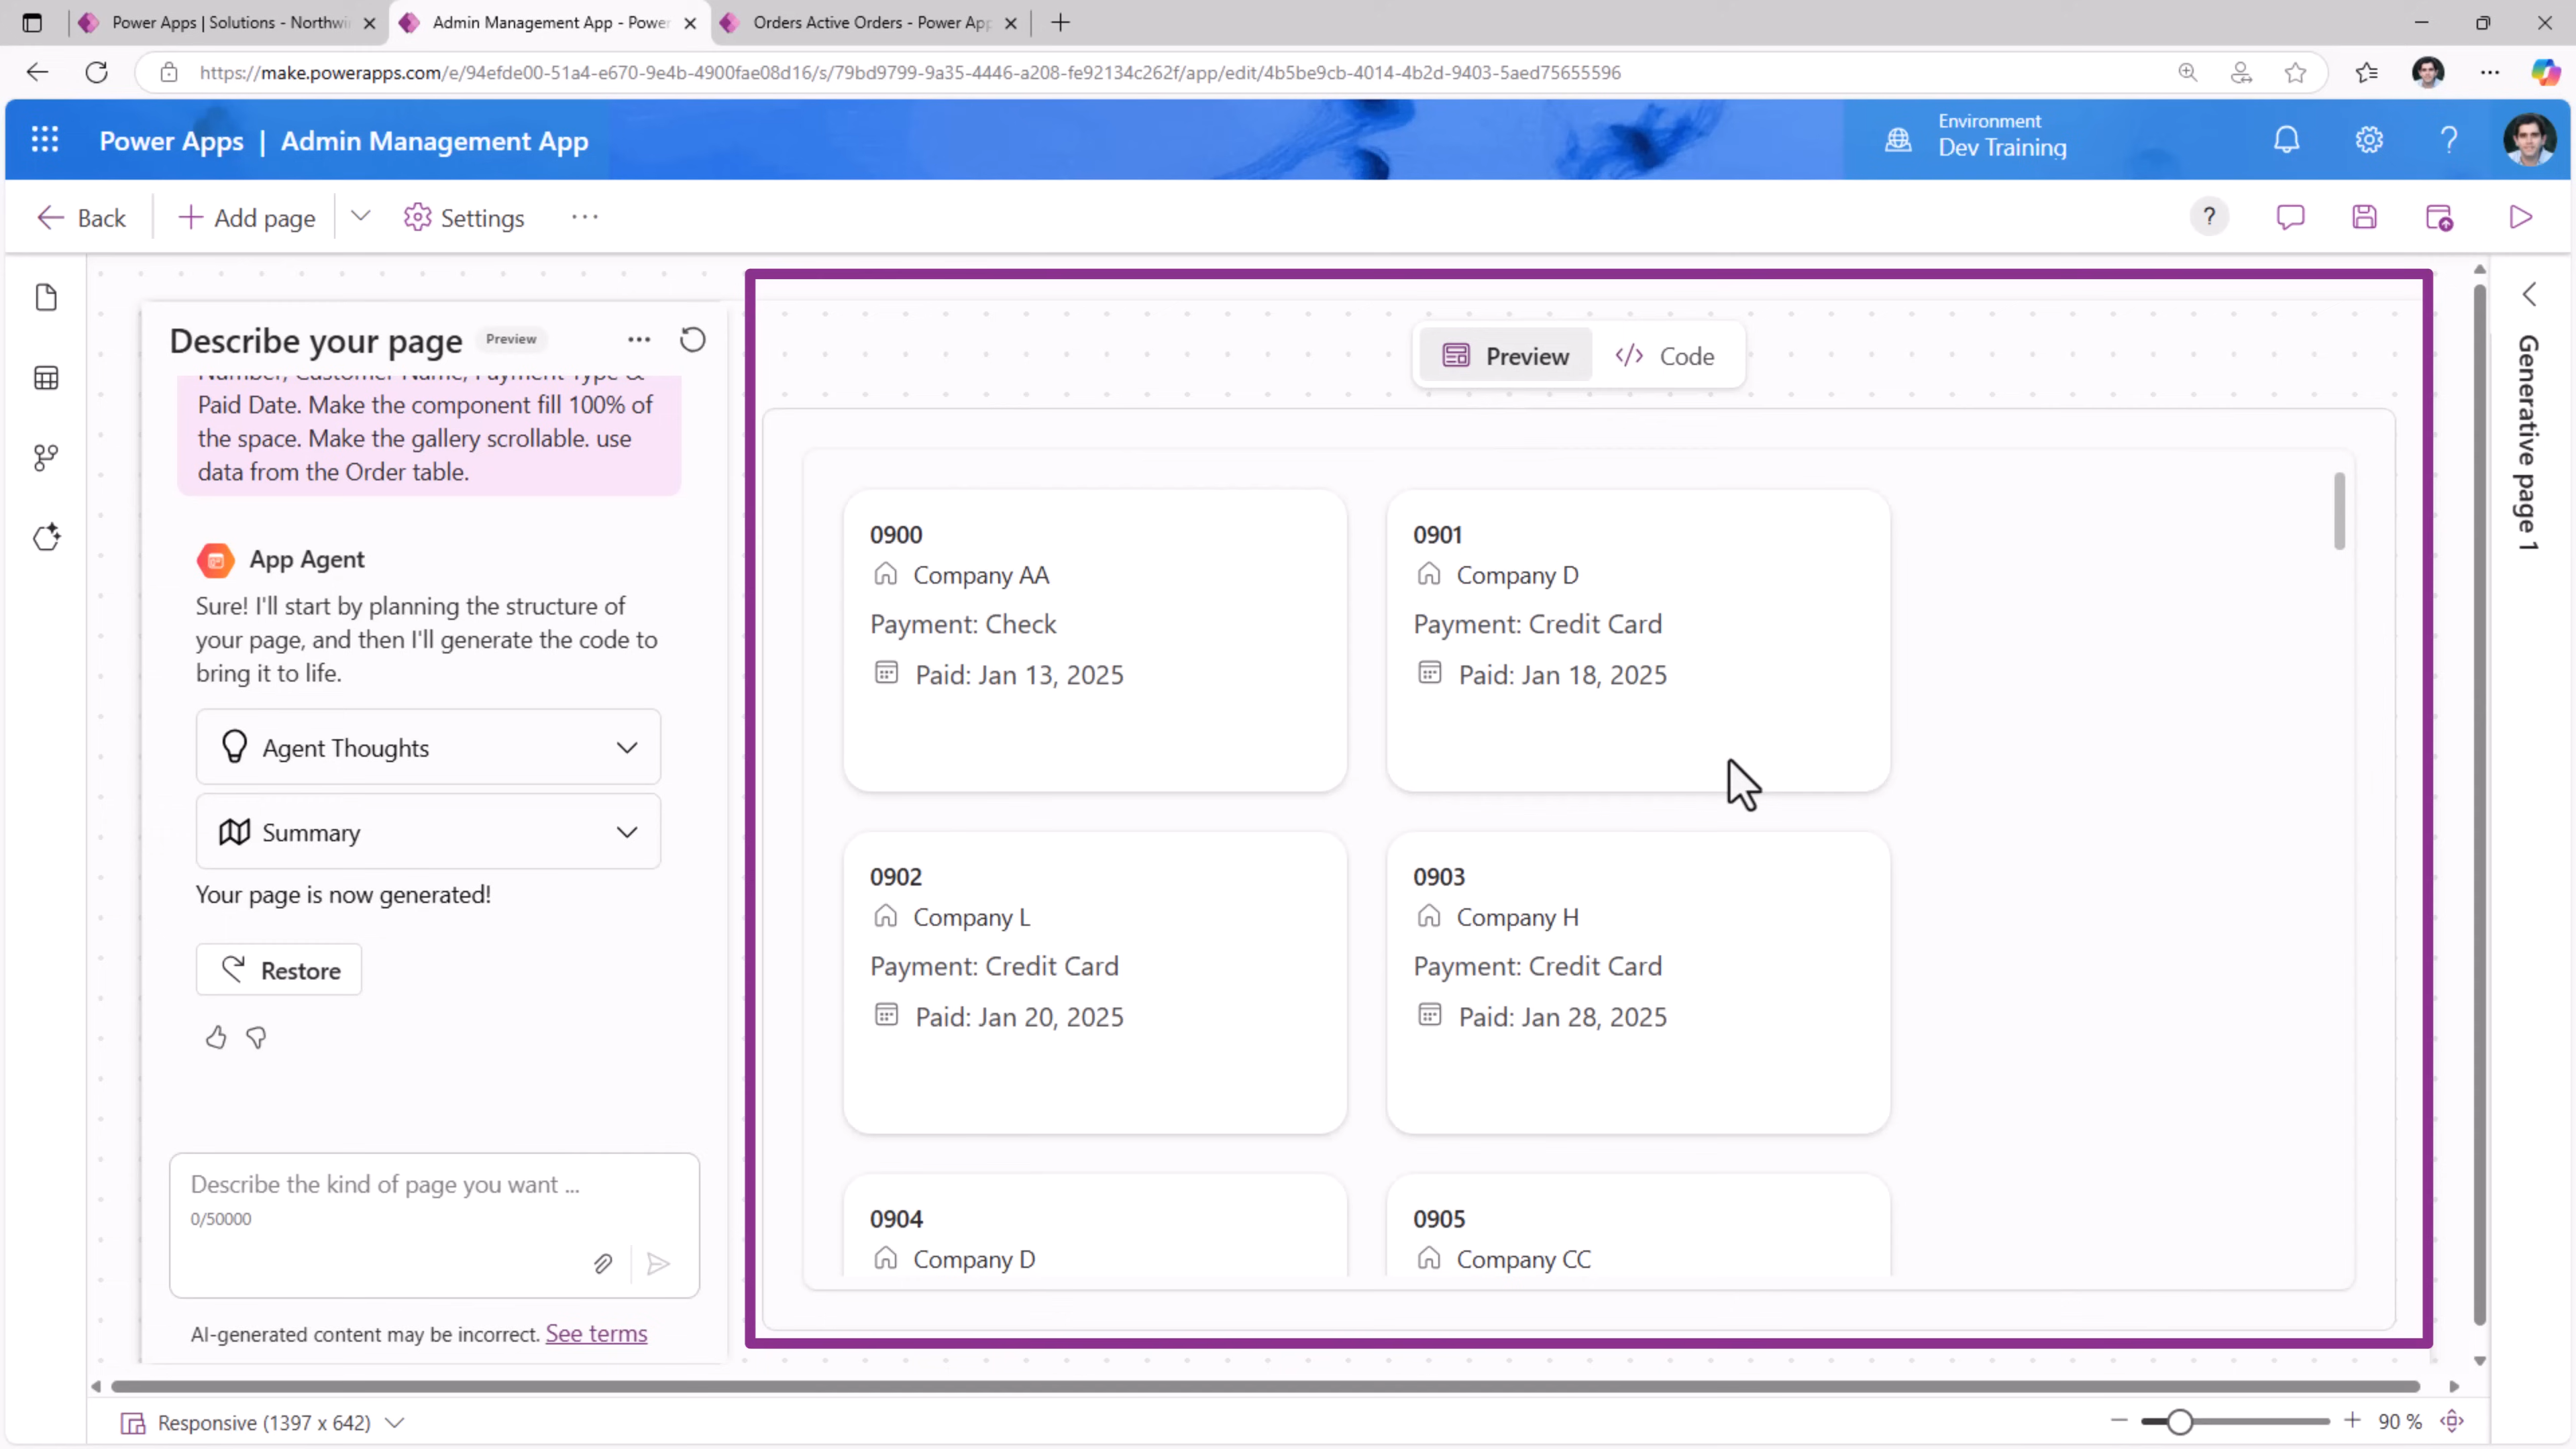 Power Apps | Solutions - Northwi
Admin Management App - Power
Orders Active Orders - Power App
https://make.powerapps.com/e/94efde00-51a4-e670-9e4b-4900fae08d16/s/79bd9799-9a35-4446-a208-fe92134c262f/app/edit/4b5be9cb-4014-4b2d-9403-5aed75655596
Power Apps | Admin Management App
Environment
Dev Training
Back
Add page
Settings
Describe your page
Preview
Number, Customer Name, Payment Type &
Paid Date. Make the component fill 100% of
the space. Make the gallery scrollable. use
data from the Order table.
App Agent
Sure! I'll start by planning the structure of
your page, and then I'll generate the code to
bring it to life.
Agent Thoughts
Summary
Your page is now generated!
Restore
Describe the kind of page you want ...
0/50000
AI-generated content may be incorrect. See terms
Preview
</> Code
0900
Company AA
Payment: Check
Paid: Jan 13, 2025
0901
Company D
Payment: Credit Card
Paid: Jan 18, 2025
0902
Company L
Payment: Credit Card
Paid: Jan 20, 2025
0903
Company H
Payment: Credit Card
Paid: Jan 28, 2025
0904
Company D
0905
Company CC
Generative page 1
Responsive (1397 x 642)
90 %